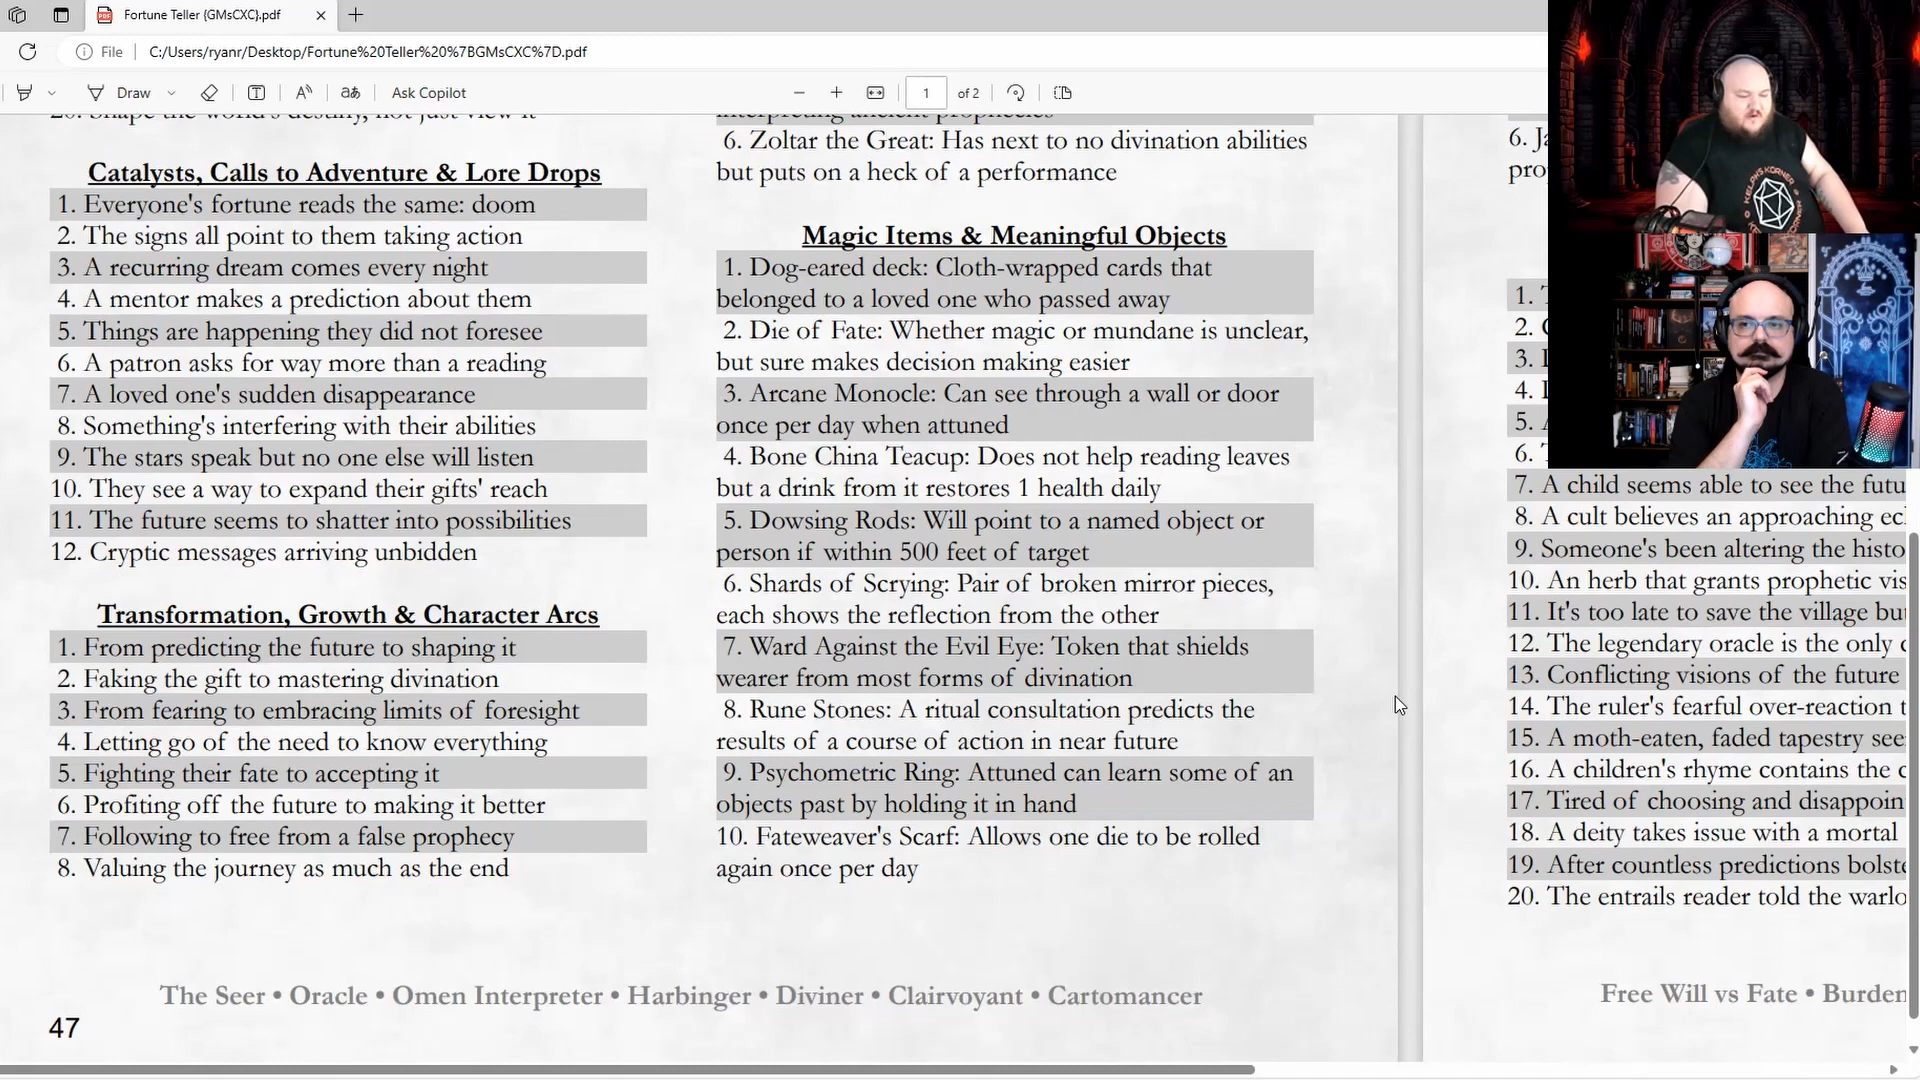 Fortune Teller {GMsCXC}.pdf
File
C:/Users/ryanr/Desktop/Fortune%20Teller%20%7BGMsCXC%7D.pdf
Draw
Ask Copilot
1 of 2
20. Shape the world's destiny, not just view it
Catalysts, Calls to Adventure & Lore Drops
1. Everyone's fortune reads the same: doom
2. The signs all point to them taking action
3. A recurring dream comes every night
4. A mentor makes a prediction about them
5. Things are happening they did not foresee
6. A patron asks for way more than a reading
7. A loved one's sudden disappearance
8. Something's interfering with their abilities
9. The stars speak but no one else will listen
10. They see a way to expand their gifts' reach
11. The future seems to shatter into possibilities
12. Cryptic messages arriving unbidden
Transformation, Growth & Character Arcs
1. From predicting the future to shaping it
2. Faking the gift to mastering divination
3. From fearing to embracing limits of foresight
4. Letting go of the need to know everything
5. Fighting their fate to accepting it
6. Profiting off the future to making it better
7. Following to free from a false prophecy
8. Valuing the journey as much as the end
interpreting ancient prophecies
6. Zoltar the Great: Has next to no divination abilities
but puts on a heck of a performance
Magic Items & Meaningful Objects
1. Dog-eared deck: Cloth-wrapped cards that
belonged to a loved one who passed away
2. Die of Fate: Whether magic or mundane is unclear,
but sure makes decision making easier
3. Arcane Monocle: Can see through a wall or door
once per day when attuned
4. Bone China Teacup: Does not help reading leaves
but a drink from it restores 1 health daily
5. Dowsing Rods: Will point to a named object or
person if within 500 feet of target
6. Shards of Scrying: Pair of broken mirror pieces,
each shows the reflection from the other
7. Ward Against the Evil Eye: Token that shields
wearer from most forms of divination
8. Rune Stones: A ritual consultation predicts the
results of a course of action in near future
9. Psychometric Ring: Attuned can learn some of an
objects past by holding it in hand
10. Fateweaver's Scarf: Allows one die to be rolled
again once per day
The Seer • Oracle • Omen Interpreter • Harbinger • Diviner • Clairvoyant • Cartomancer
47
6.
1.
2.
3.
4.
5.
6.
7. A child seems able to see the
8. A cult believes an approaching
9. Someone's been altering the
10. An herb that grants prophetic
11. It's too late to save the village
12. The legendary oracle is the only
13. Conflicting visions of the future
14. The ruler's fearful over-reaction
15. A moth-eaten, faded tapestry
16. A children's rhyme contains the
17. Tired of choosing and
18. A deity takes issue with a mortal
19. After countless predictions
20. The entrails reader told the
Free Will vs Fate •